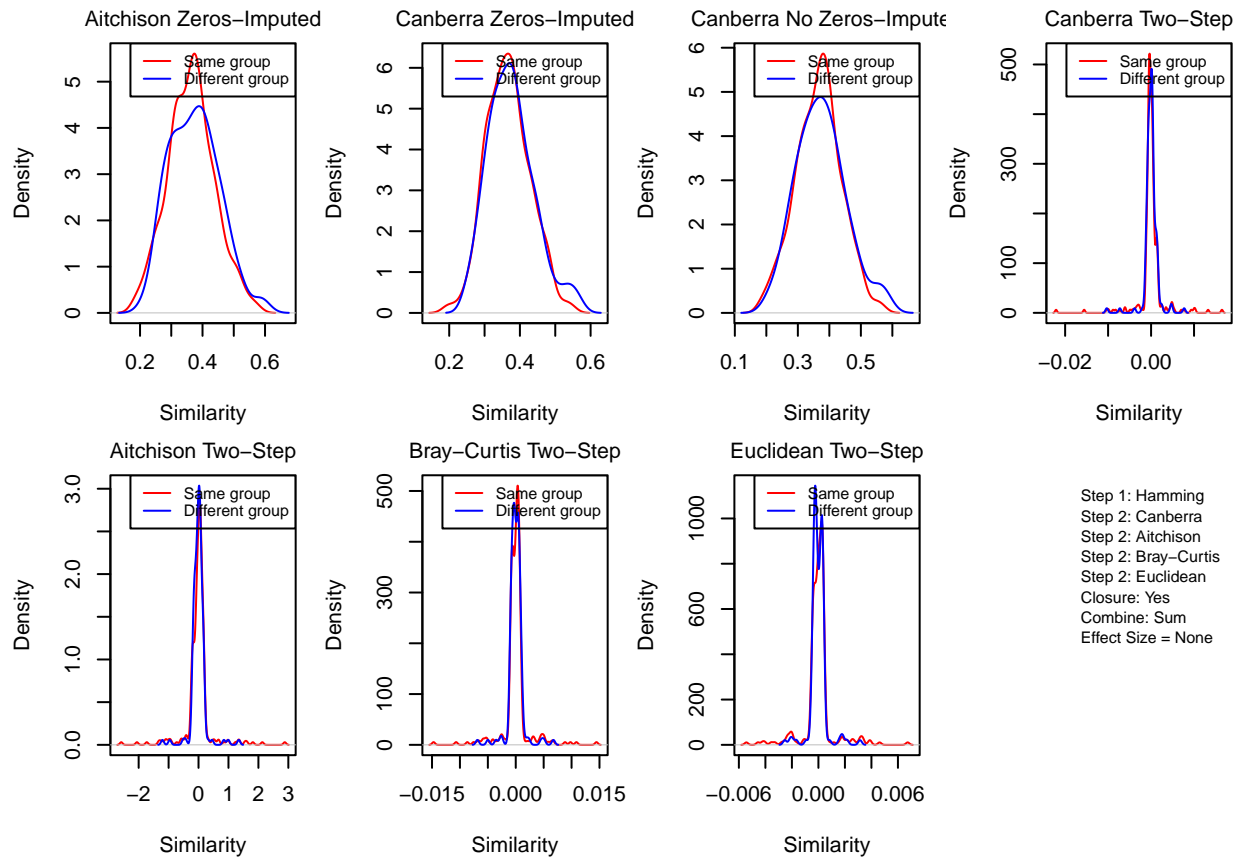 Aitchison Zeros−Imputed
Same group
Different group
Density
0 1 2 3 4 5
0.2 0.4 0.6
Similarity
Canberra Zeros−Imputed
Same group
Different group
Density
0 1 2 3 4 5 6
0.2 0.4 0.6
Similarity
Canberra No Zeros−Impute
Same group
Different group
Density
0 1 2 3 4 5 6
0.1 0.3 0.5
Similarity
Canberra Two−Step
Same group
Different group
Density
0 100 300 500
−0.02 0.00
Similarity
Aitchison Two−Step
Same group
Different group
Density
0.0 1.0 2.0 3.0
−2 0 1 2 3
Similarity
Bray−Curtis Two−Step
Same group
Different group
Density
0 100 300 500
−0.015 0.000 0.015
Similarity
Euclidean Two−Step
Same group
Different group
Density
0 200 600 1000
−0.006 0.000 0.006
Similarity
Step 1: Hamming
Step 2: Canberra
Step 2: Aitchison
Step 2: Bray−Curtis
Step 2: Euclidean
Closure: Yes
Combine: Sum
Effect Size = None